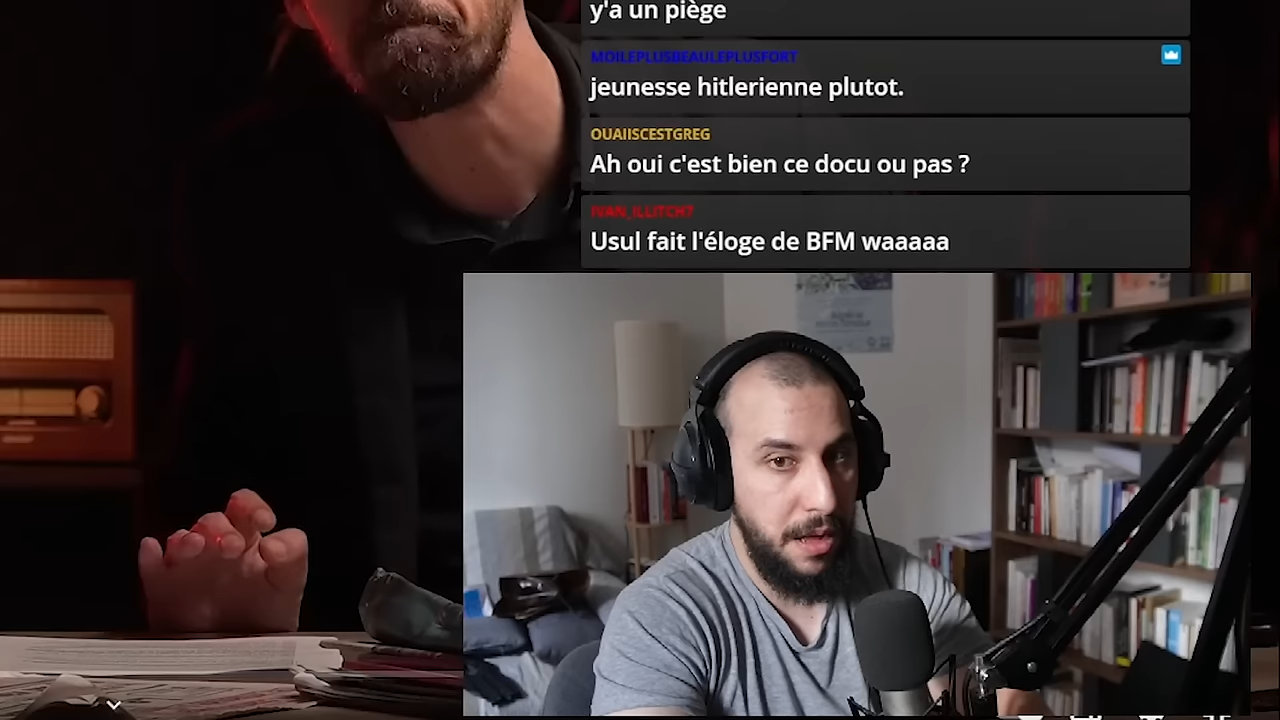 y'a un piège
MOILEPLUSBEAULEPLUSFORT
jeunesse hitlerienne plutot.
OUAIISCESTGREG
Ah oui c'est bien ce docu ou pas ?
IVAN_ILLITCH7
Usul fait l'éloge de BFM waaaaa